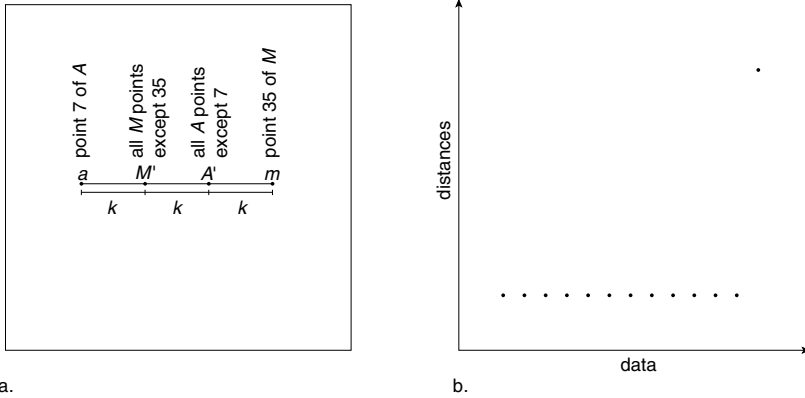 point 7 of A
all M points
except 35
all A points
except 7
point 35 of M
a M' A' m
k k k
a.
distances
data
b.